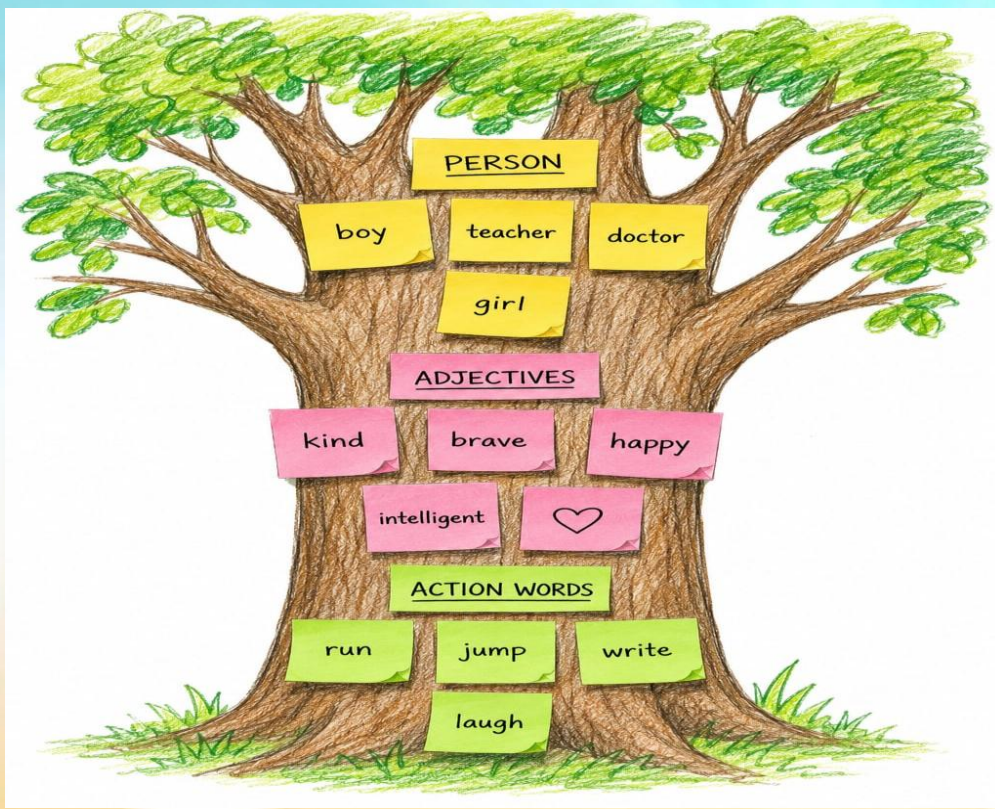 PERSON
boy teacher doctor
girl
ADJECTIVES
kind brave happy
intelligent
ACTION WORDS
run jump write
laugh